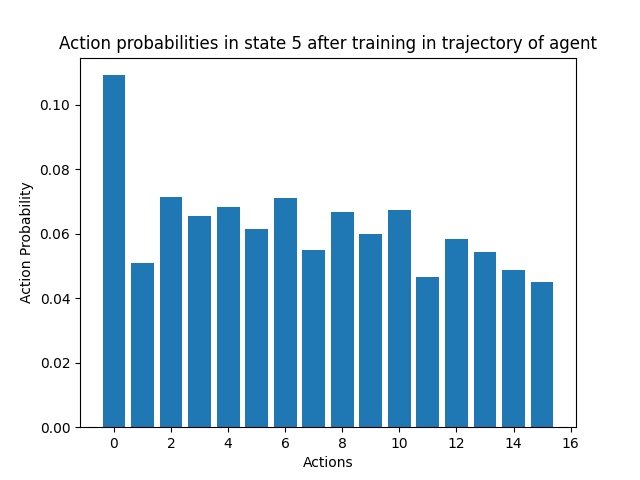 Action probabilities in state 5 after training in trajectory of agent
0.10
0.08
0.06
0.04
0.02
0.00
Action Probability
0 2 4 6 8 10 12 14 16
Actions